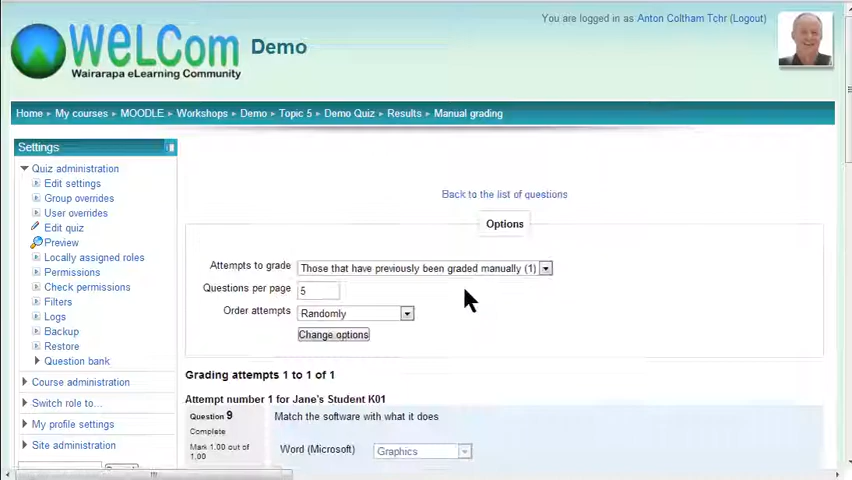 You are logged in as Anton Coltham Tchr (Logout)
WeLCom
Wairarapa eLearning Community
Demo
Home ▸ My courses ▸ MOODLE ▸ Workshops ▸ Demo ▸ Topic 5 ▸ Demo Quiz ▸ Results ▸ Manual grading
Settings
Quiz administration
Edit settings
Group overrides
User overrides
Edit quiz
Preview
Locally assigned roles
Permissions
Check permissions
Filters
Logs
Backup
Restore
Question bank
Course administration
Switch role to...
My profile settings
Site administration
Back to the list of questions
Options
Attempts to grade Those that have previously been graded manually (1)
Questions per page 5
Order attempts Randomly
Change options
Grading attempts 1 to 1 of 1
Attempt number 1 for Jane's Student K01
Question 9
Complete
Mark 1.00 out of
1.00
Match the software with what it does
Word (Microsoft) Graphics